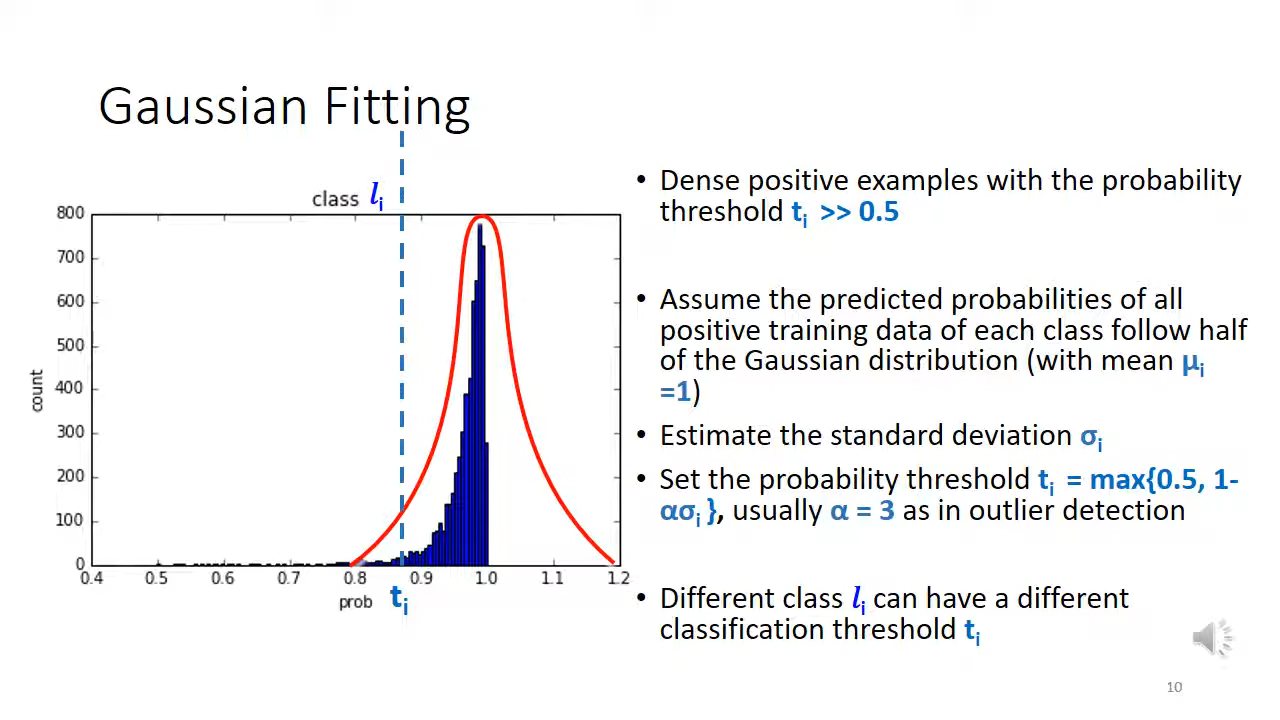 Gaussian Fitting
class lᵢ
800
700
600
500
400
300
200
100
0
count
0.4 0.5 0.6 0.7 0.8 0.9 1.0 1.1 1.2
prob
tᵢ
• Dense positive examples with the probability
threshold tᵢ >> 0.5
• Assume the predicted probabilities of all
positive training data of each class follow half
of the Gaussian distribution (with mean μᵢ
=1)
• Estimate the standard deviation σᵢ
• Set the probability threshold tᵢ = max{0.5, 1-
ασᵢ }, usually α = 3 as in outlier detection
• Different class lᵢ can have a different
classification threshold tᵢ
10